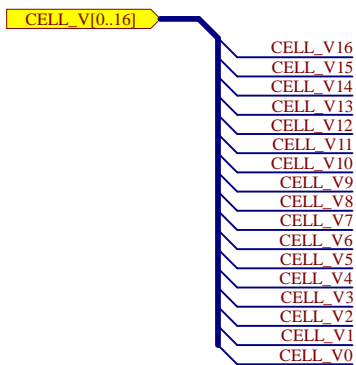 CELL_V[0..16]
CELL_V16
CELL_V15
CELL_V14
CELL_V13
CELL_V12
CELL_V11
CELL_V10
CELL_V9
CELL_V8
CELL_V7
CELL_V6
CELL_V5
CELL_V4
CELL_V3
CELL_V2
CELL_V1
CELL_V0